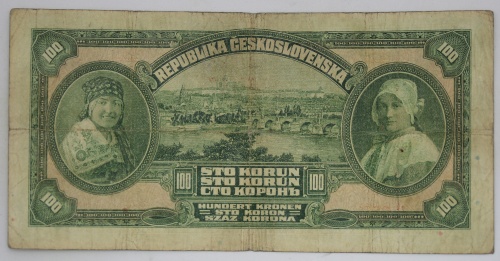 100 REPUBLIKA ČESKOSLOVENSKÁ 100
100 STO KORUN 100
STO KORUN
СТО КОРОНЪ
HUNDERT KRONEN
STO KORON
SZÁZ KORONA
100 100